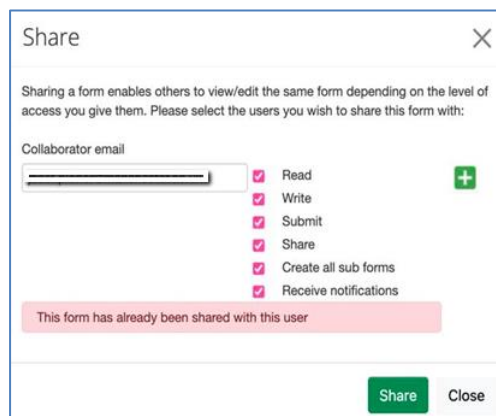 Share
Sharing a form enables others to view/edit the same form depending on the level of
access you give them. Please select the users you wish to share this form with:
Collaborator email
Read
Write
Submit
Share
Create all sub forms
Receive notifications
This form has already been shared with this user
Share Close